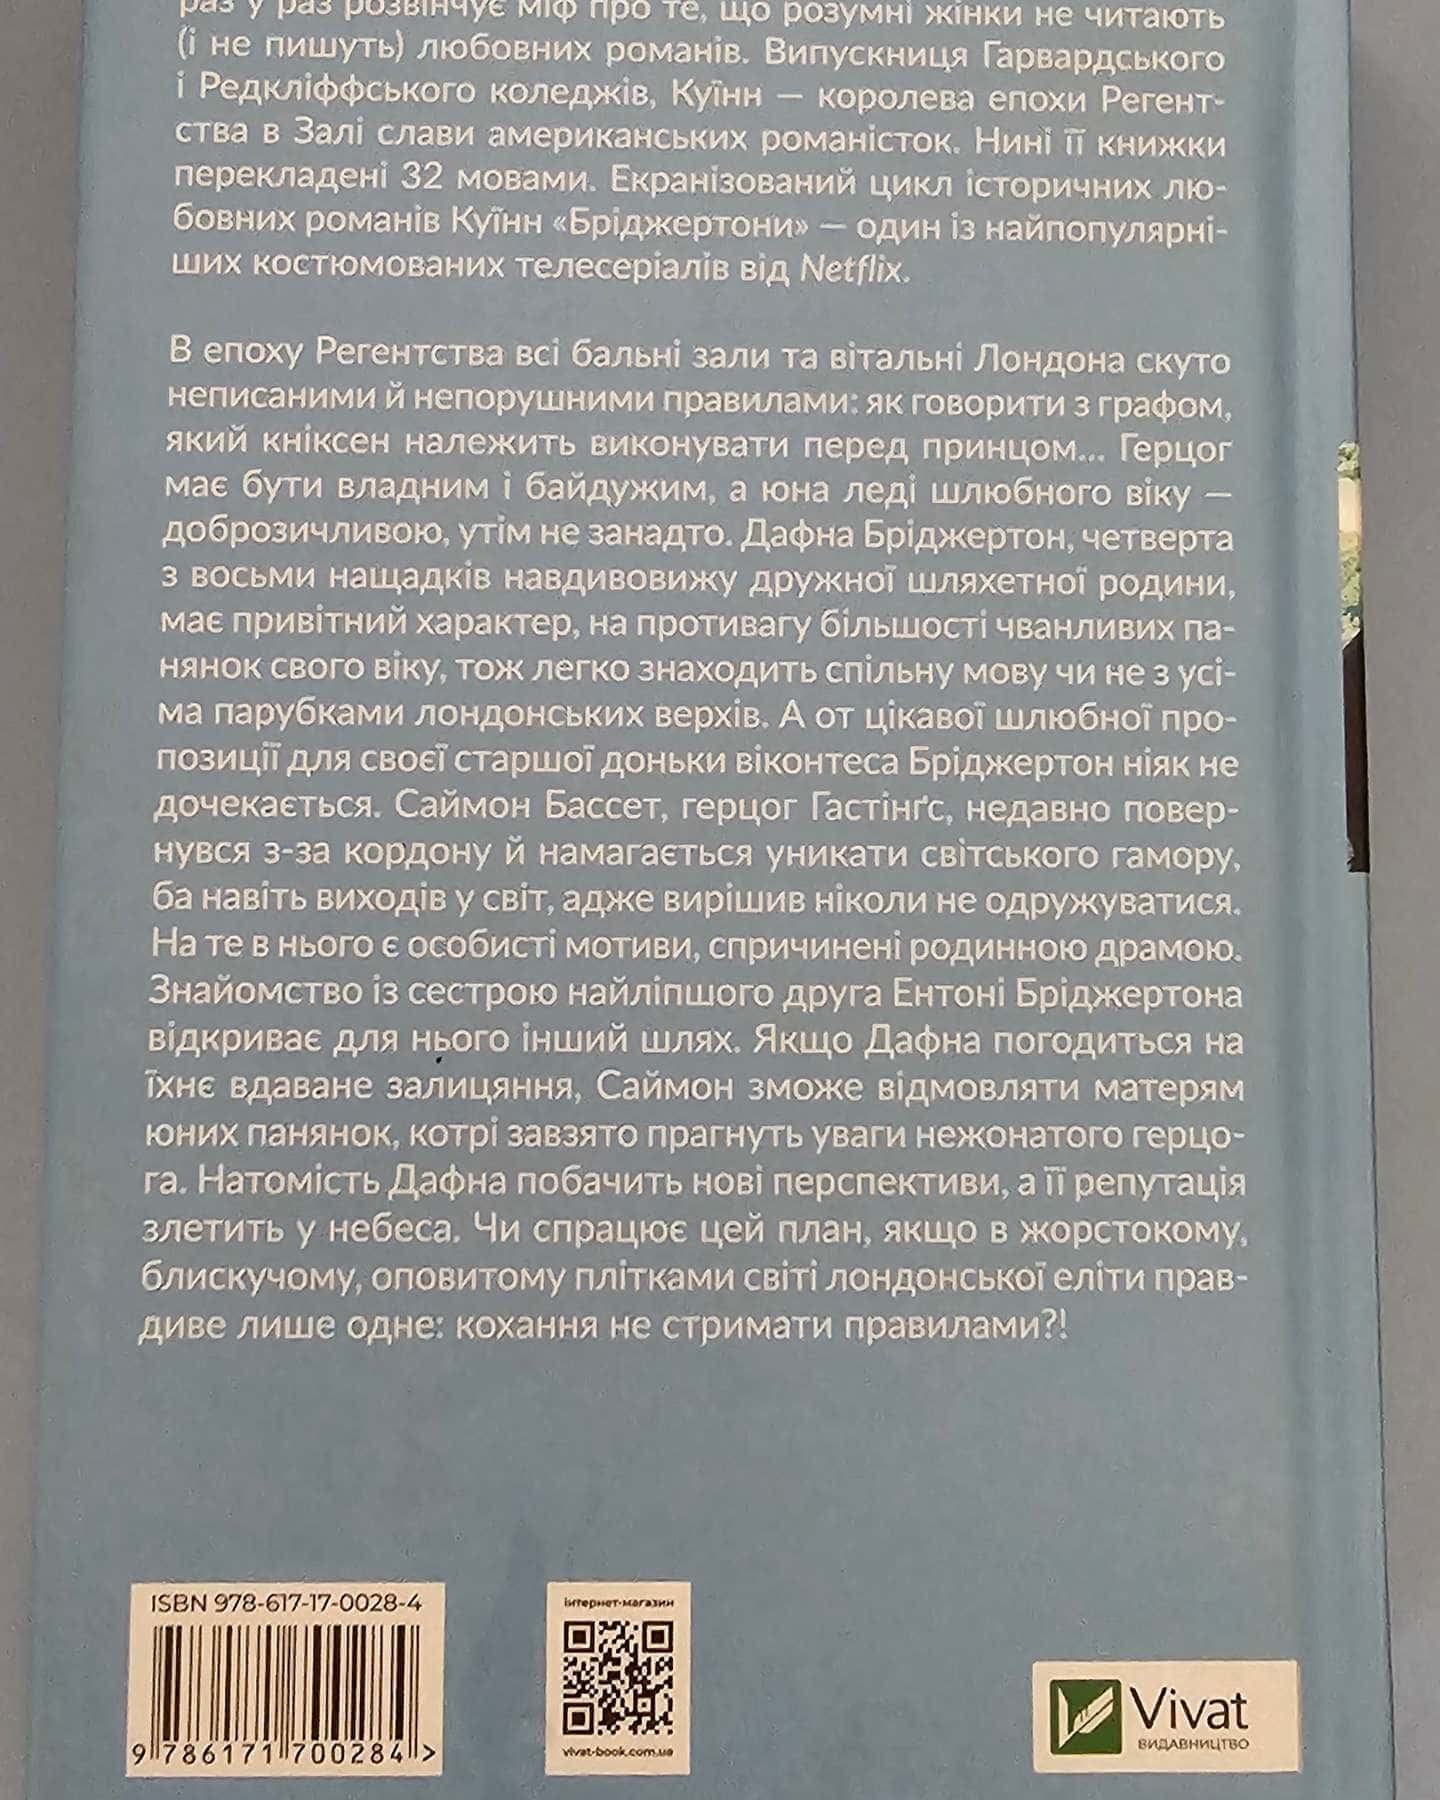 раз у раз розвінчує міф про те, що розумні жінки не читають
(і не пишуть) любовних романів. Випускниця Гарвардського
і Редкліффського коледжів, Куїнн — королева епохи Регент-
ства в Залі слави американських романісток. Нині її книжки
перекладені 32 мовами. Екранізований цикл історичних лю-
бовних романів Куїнн «Бріджертони» — один із найпопулярні-
ших костюмованих телесеріалів від Netflix.
В епоху Регентства всі бальні зали та вітальні Лондона скуто
неписаними й непорушними правилами: як говорити з графом,
який кніксен належить виконувати перед принцом... Герцог
має бути владним і байдужим, а юна леді шлюбного віку —
доброзичливою, утім не занадто. Дафна Бріджертон, четверта
з восьми нащадків навдивовижу дружної шляхетної родини,
має привітний характер, на противагу більшості чванливих па-
нянок свого віку, тож легко знаходить спільну мову чи не з усі-
ма парубками лондонських верхів. А от цікавої шлюбної про-
позиції для своєї старшої доньки віконтеса Бріджертон ніяк не
дочекається. Саймон Бассет, герцог Гастінґс, недавно повер-
нувся з-за кордону й намагається уникати світського гамору,
ба навіть виходів у світ, адже вирішив ніколи не одружуватися.
На те в нього є особисті мотиви, спричинені родинною драмою.
Знайомство із сестрою найліпшого друга Ентоні Бріджертона
відкриває для нього інший шлях. Якщо Дафна погодиться на
їхнє вдаване залицяння, Саймон зможе відмовляти матерям
юних панянок, котрі завзято прагнуть уваги нежонатого герцо-
га. Натомість Дафна побачить нові перспективи, а її репутація
злетить у небеса. Чи спрацює цей план, якщо в жорстокому,
блискучому, оповитому плітками світі лондонської еліти прав-
диве лише одне: кохання не стримати правилами?!
ISBN 978-617-17-0028-4
9 786171 700284 >
інтернет-магазин
vivat-book.com.ua
Vivat
ВИДАВНИЦТВО